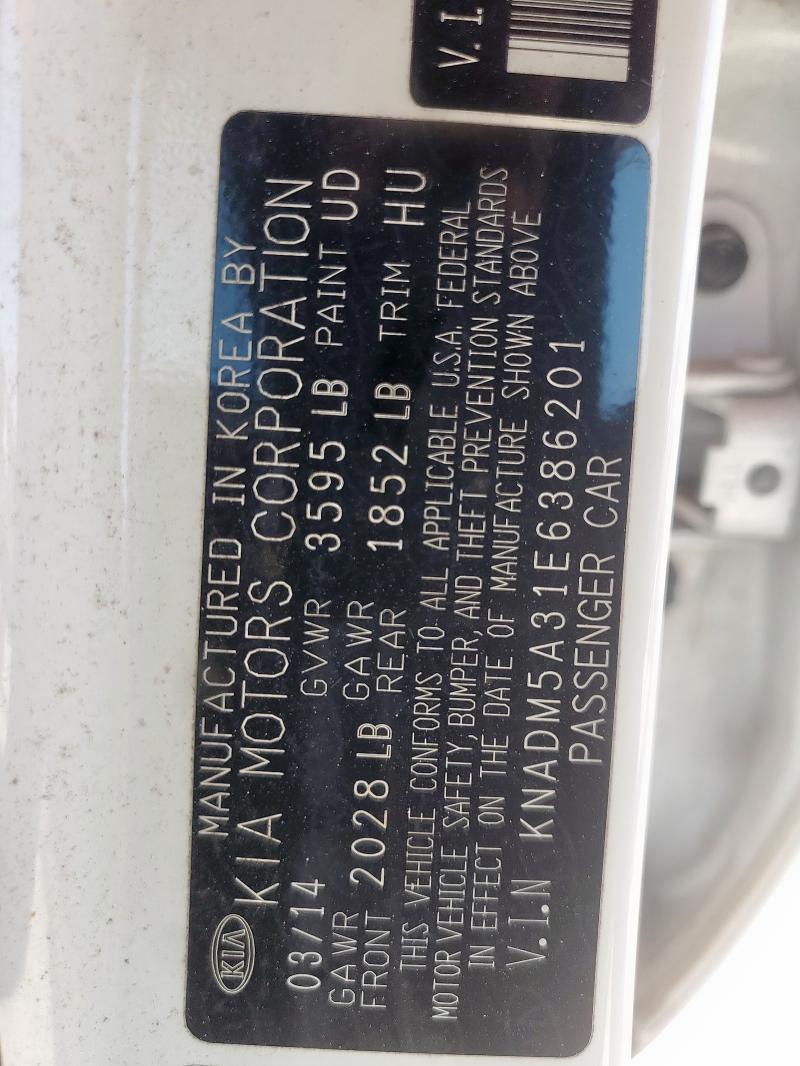 V. I.
MANUFACTURED IN KOREA BY
KIA KIA MOTORS CORPORATION
03/14 GVWR 3595 LB PAINT UD
GAWR FRONT 2028 LB GAWR REAR 1852 LB TRIM HU
THIS VEHICLE CONFORMS TO ALL APPLICABLE U.S.A. FEDERAL
MOTOR VEHICLE SAFETY, BUMPER, AND THEFT PREVENTION STANDARDS
IN EFFECT ON THE DATE OF MANUFACTURE SHOWN ABOVE
V.I.N KNADM5A31E6386201
PASSENGER CAR